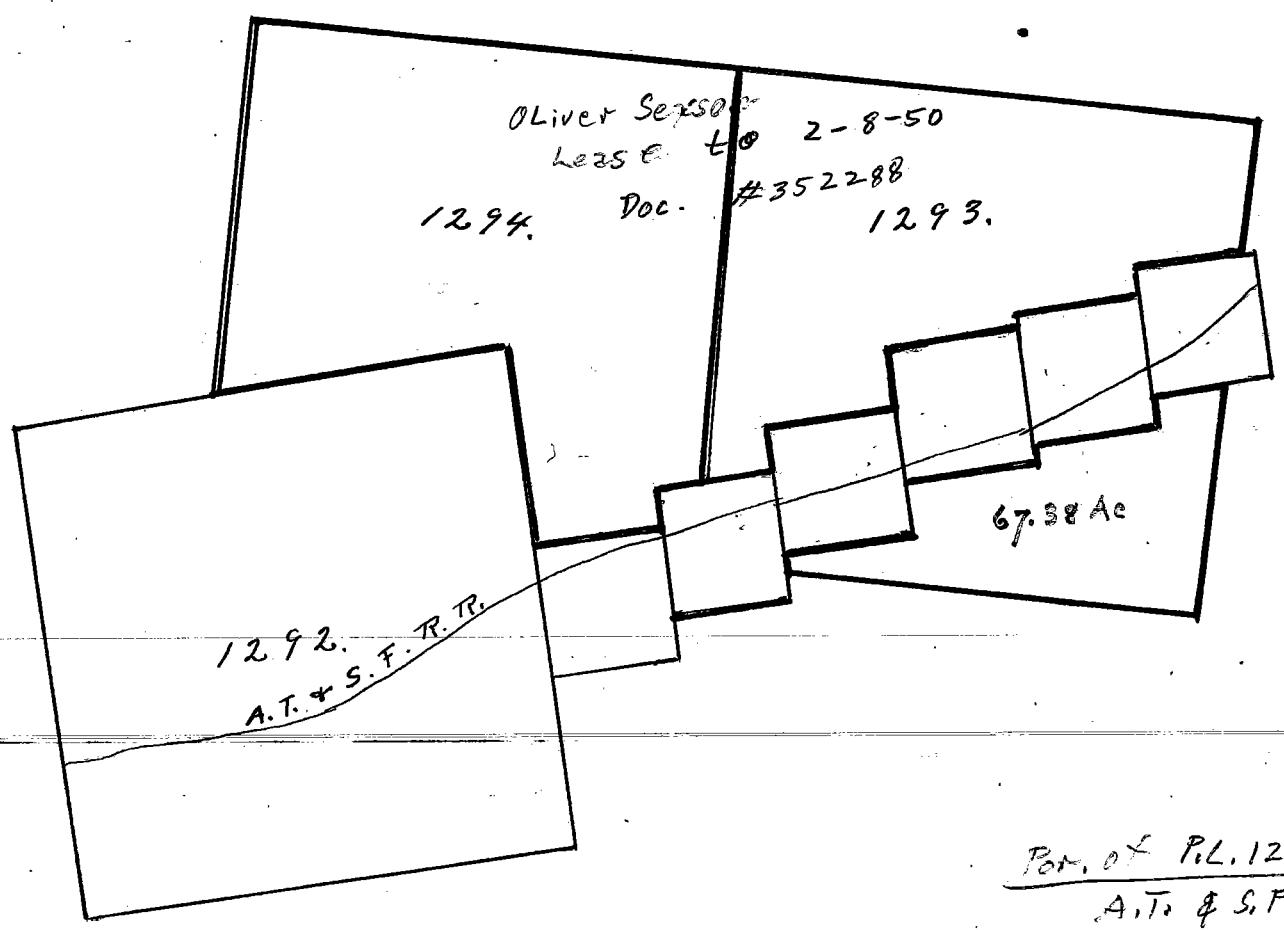 Oliver Sexson
Lease to 2-8-50
Doc. #352288
1294.
1293.
67.38 Ac
1292.
A.T. & S.F. R.R.
Por. of P.L. 12
A.T. & S.F